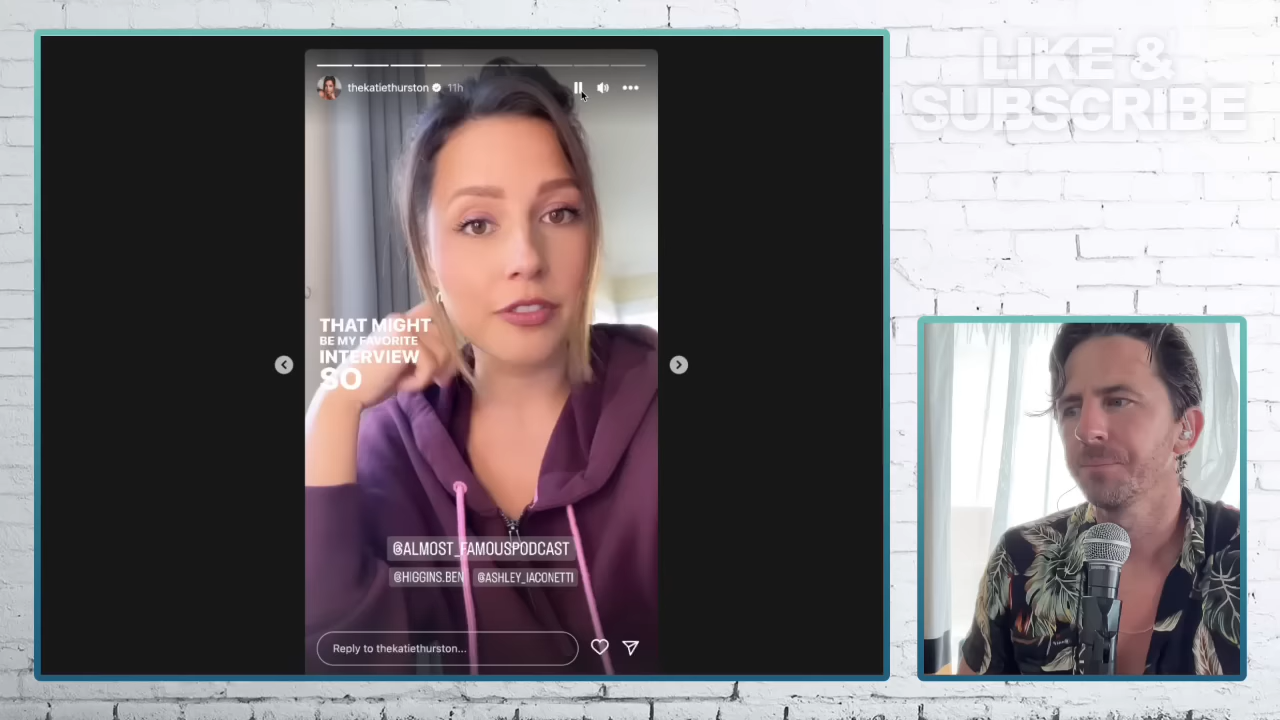 LIKE &
SUBSCRIBE
thekatiethurston 11h
THAT MIGHT
BE MY FAVORITE
INTERVIEW
SO
@ALMOST_FAMOUSPODCAST
@HIGGINS.BEN @ASHLEY_IACONETTI
Reply to thekatiethurston...